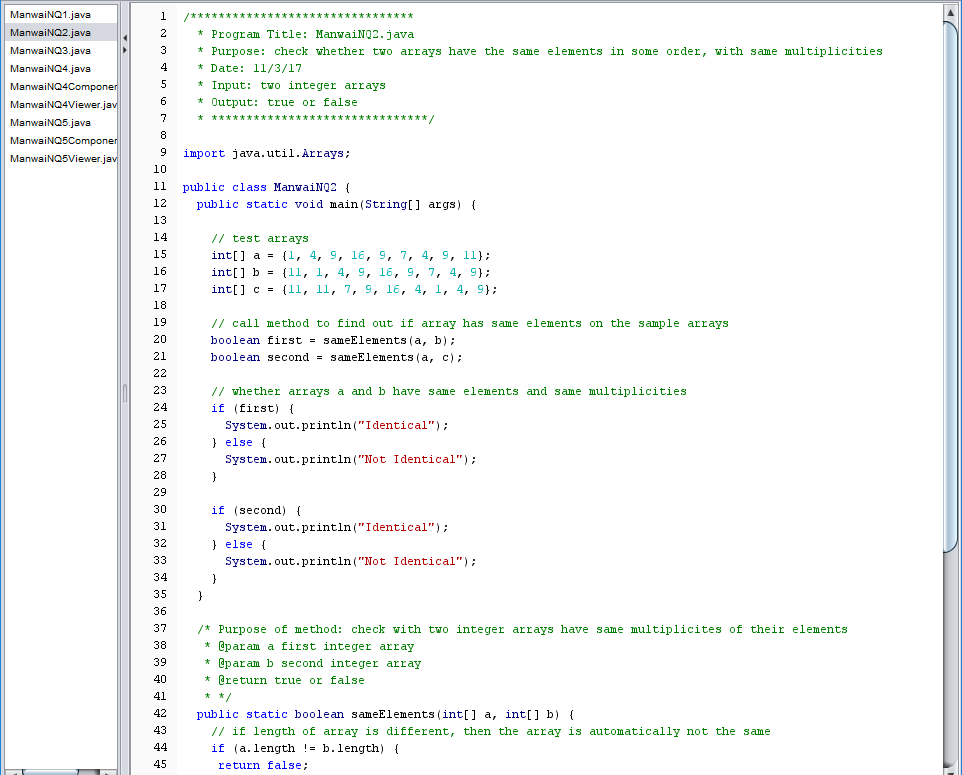 ManwaiNQ1.java
ManwaiNQ2.java
ManwaiNQ3.java
ManwaiNQ4.java
ManwaiNQ4Componen
ManwaiNQ4Viewer.jav
ManwaiNQ5.java
ManwaiNQ5Componen
ManwaiNQ5Viewer.jav
1 /********************************
2 * Program Title: ManwaiNQ2.java
3 * Purpose: check whether two arrays have the same elements in some order, with same multiplicities
4 * Date: 11/3/17
5 * Input: two integer arrays
6 * Output: true or false
7 * *******************************/
8
9 import java.util.Arrays;
10
11 public class ManwaiNQ2 {
12 public static void main(String[] args) {
13
14 // test arrays
15 int[] a = {1, 4, 9, 16, 9, 7, 4, 9, 11};
16 int[] b = {11, 1, 4, 9, 16, 9, 7, 4, 9};
17 int[] c = {11, 11, 7, 9, 16, 4, 1, 4, 9};
18
19 // call method to find out if array has same elements on the sample arrays
20 boolean first = sameElements(a, b);
21 boolean second = sameElements(a, c);
22
23 // whether arrays a and b have same elements and same multiplicities
24 if (first) {
25 System.out.println("Identical");
26 } else {
27 System.out.println("Not Identical");
28 }
29
30 if (second) {
31 System.out.println("Identical");
32 } else {
33 System.out.println("Not Identical");
34 }
35 }
36
37 /* Purpose of method: check with two integer arrays have same multiplicites of their elements
38 * @param a first integer array
39 * @param b second integer array
40 * @return true or false
41 * */
42 public static boolean sameElements(int[] a, int[] b) {
43 // if length of array is different, then the array is automatically not the same
44 if (a.length != b.length) {
45 return false;